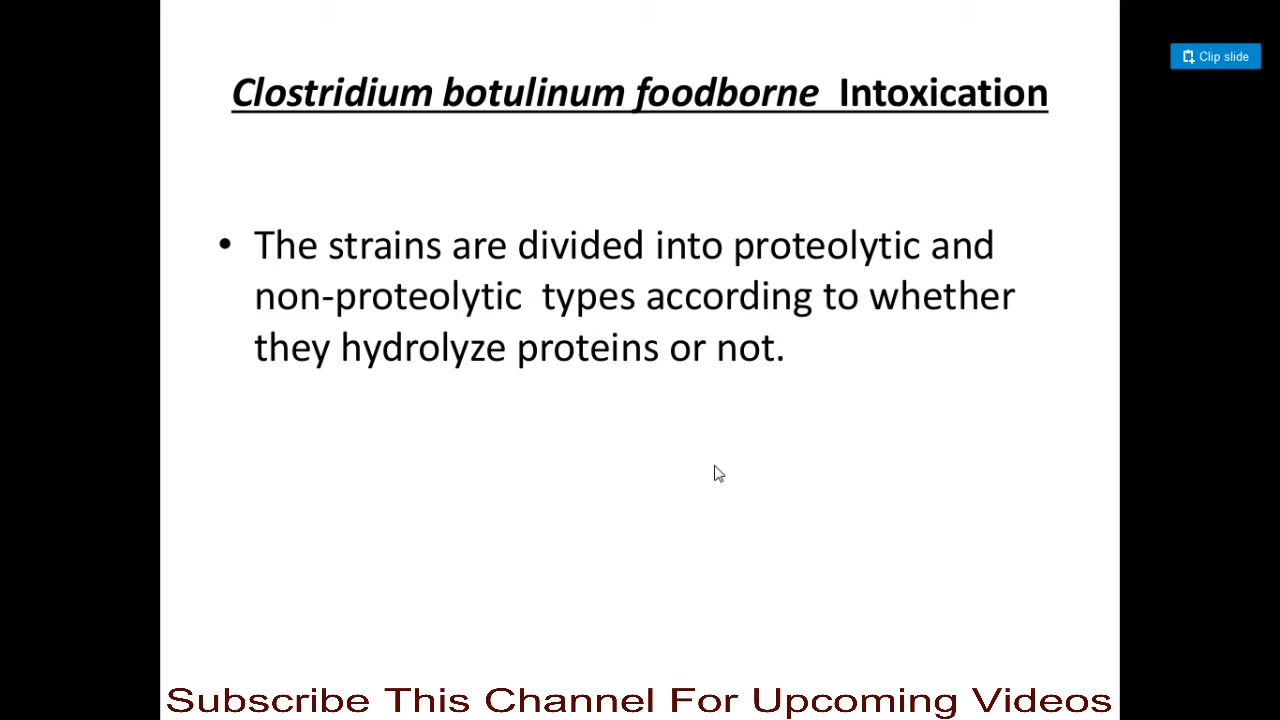 Clip slide
Clostridium botulinum foodborne  Intoxication
• The strains are divided into proteolytic and
non-proteolytic  types according to whether
they hydrolyze proteins or not.
Subscribe This Channel For Upcoming Videos